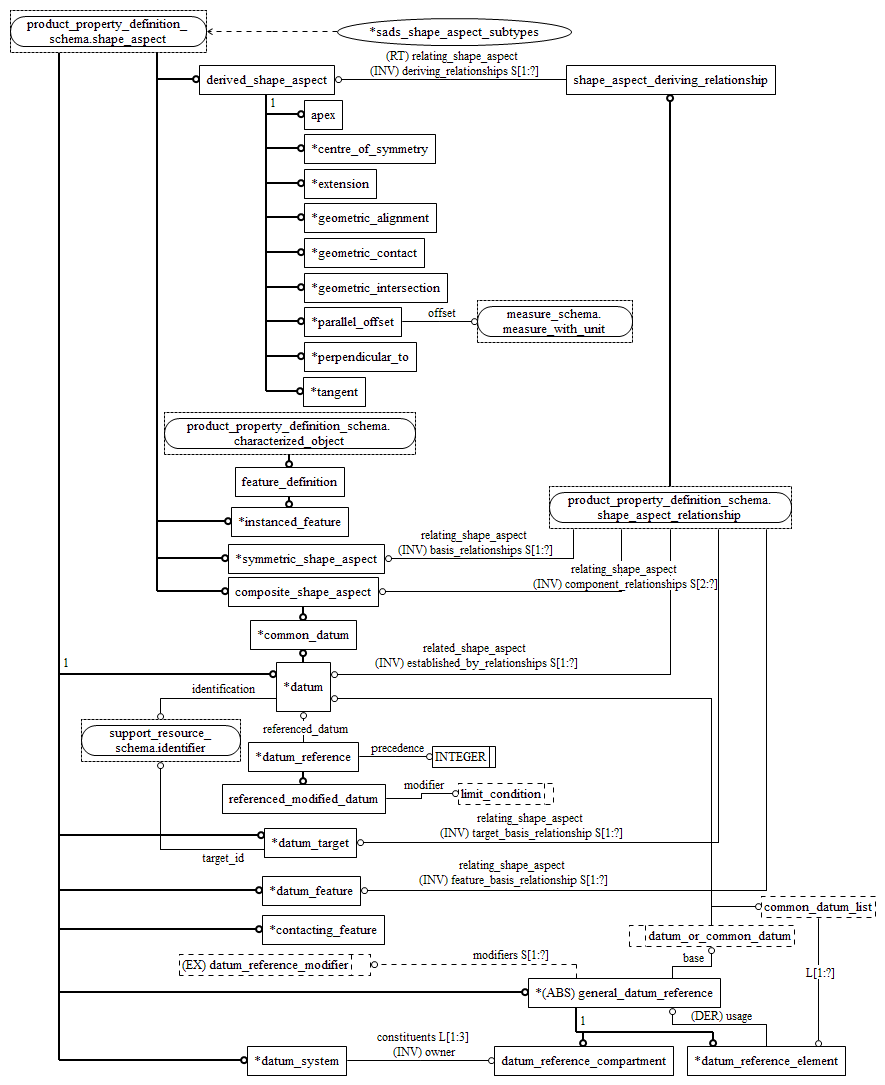 product_property_definition_
schema.shape_aspect
*sads_shape_aspect_subtypes
(RT) relating_shape_aspect
(INV) deriving_relationships S[1:?]
derived_shape_aspect
shape_aspect_deriving_relationship
1
apex
*centre_of_symmetry
*extension
*geometric_alignment
*geometric_contact
*geometric_intersection
*parallel_offset
offset
measure_schema.
measure_with_unit
*perpendicular_to
*tangent
product_property_definition_schema.
characterized_object
feature_definition
product_property_definition_schema.
shape_aspect_relationship
*instanced_feature
relating_shape_aspect
(INV) basis_relationships S[1:?]
*symmetric_shape_aspect
relating_shape_aspect
(INV) component_relationships S[2:?]
composite_shape_aspect
*common_datum
related_shape_aspect
(INV) established_by_relationships S[1:?]
1
*datum
identification
referenced_datum
support_resource_
schema.identifier
*datum_reference
precedence
INTEGER
referenced_modified_datum
modifier
limit_condition
relating_shape_aspect
(INV) target_basis_relationship S[1:?]
*datum_target
target_id
relating_shape_aspect
(INV) feature_basis_relationship S[1:?]
*datum_feature
common_datum_list
*contacting_feature
datum_or_common_datum
modifiers S[1:?]
base
(EX) datum_reference_modifier
L[1:?]
*(ABS) general_datum_reference
1
(DER) usage
constituents L[1:3]
(INV) owner
*datum_system
datum_reference_compartment
*datum_reference_element